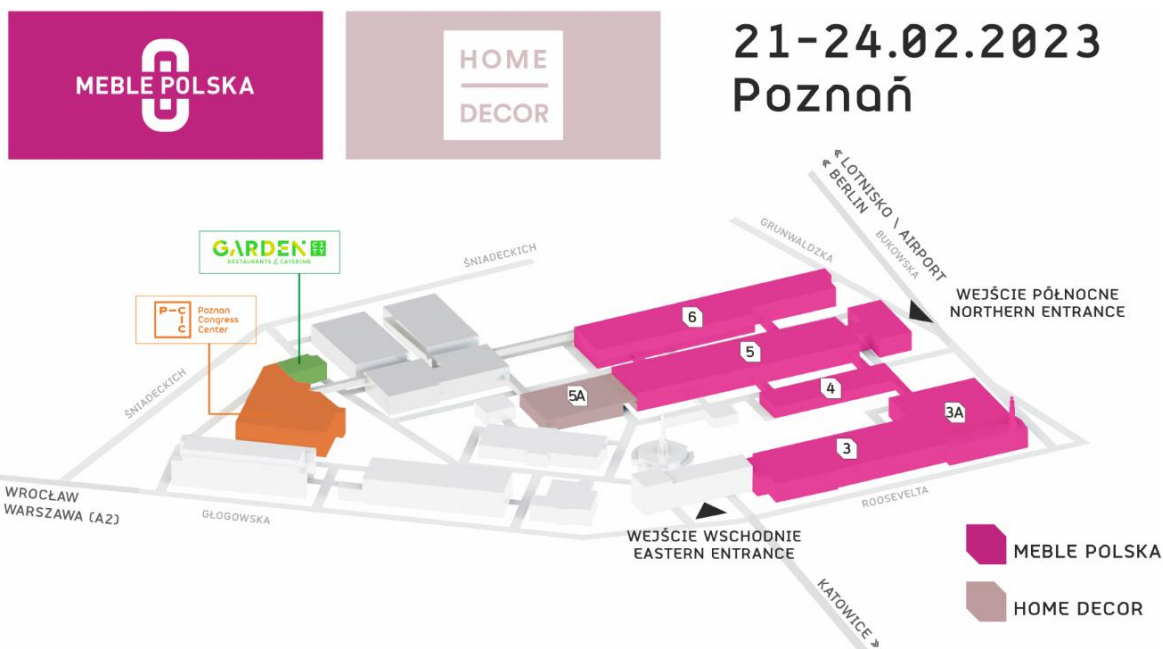 MEBLE POLSKA
HOME
DECOR
21-24.02.2023
Poznań
« LOTNISKO \ AIRPORT
« BERLIN
BUKOWSKA
GRUNWALDZKA
ŚNIADECKICH
GARDEN CITY
RESTAURANTS & CATERING
P-C
I
C
Poznan
Congress
Center
WEJŚCIE PÓŁNOCNE
NORTHERN ENTRANCE
6
5
5A
4
3A
3
ŚNIADECKICH
WROCŁAW
WARSZAWA (A2)
GŁOGOWSKA
ROOSEVELTA
WEJŚCIE WSCHODNIE
EASTERN ENTRANCE
KATOWICE »
MEBLE POLSKA
HOME DECOR